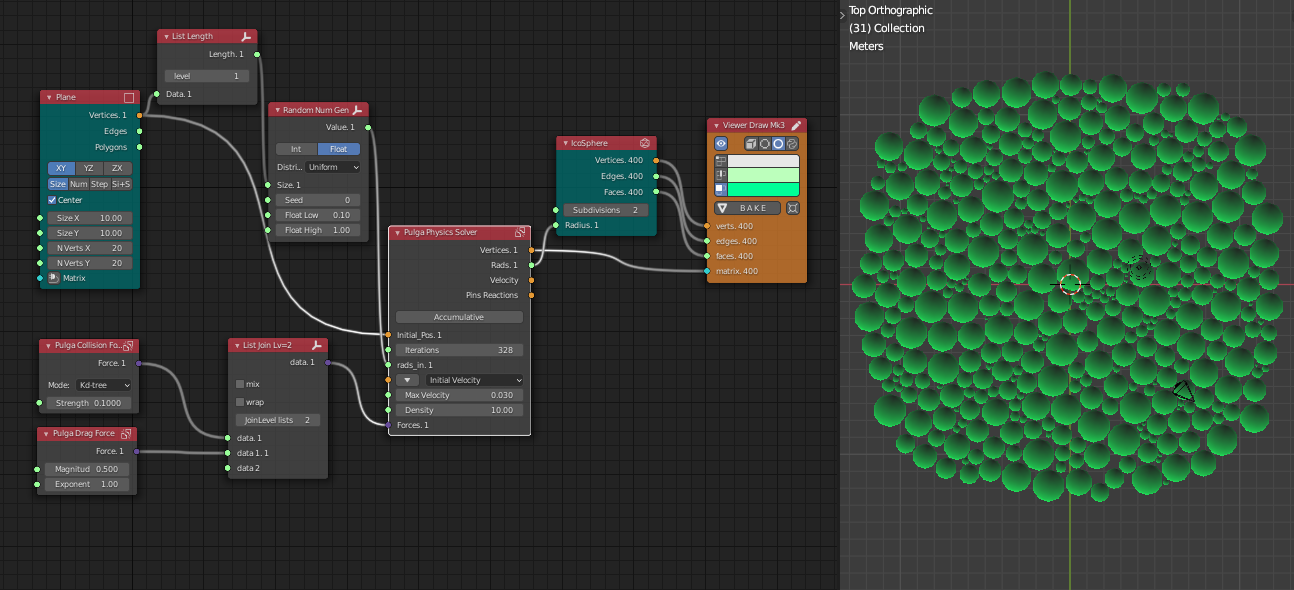 List Length
Length. 1
level 1
Data. 1
Plane
Vertices. 1
Edges
Polygons
XY YZ ZX
Size Num Step Si+S
Center
Size X 10.00
Size Y 10.00
N Verts X 20
N Verts Y 20
Matrix
Random Num Gen
Value. 1
Int Float
Distri.. Uniform
Size. 1
Seed 0
Float Low 0.10
Float High 1.00
Pulga Physics Solver
Vertices. 1
Rads. 1
Velocity
Pins Reactions
Accumulative
Initial_Pos. 1
Iterations 328
rads_in. 1
Initial Velocity
Max Velocity 0.030
Density 10.00
Forces. 1
IcoSphere
Vertices. 400
Edges. 400
Faces. 400
Subdivisions 2
Radius. 1
Viewer Draw Mk3
BAKE
verts. 400
edges. 400
faces. 400
matrix. 400
Pulga Collision Fo...
Force. 1
Mode: Kd-tree
Strength 0.1000
Pulga Drag Force
Force. 1
Magnitud 0.500
Exponent 1.00
List Join Lv=2
data. 1
mix
wrap
JoinLevel lists 2
data. 1
data 1. 1
data 2
Top Orthographic
(31) Collection
Meters